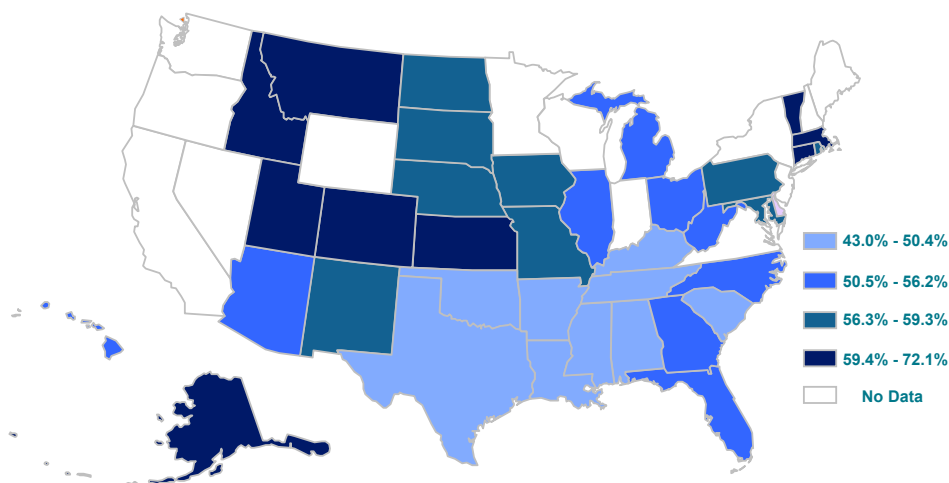 43.0% - 50.4%
50.5% - 56.2%
56.3% - 59.3%
59.4% - 72.1%
No Data